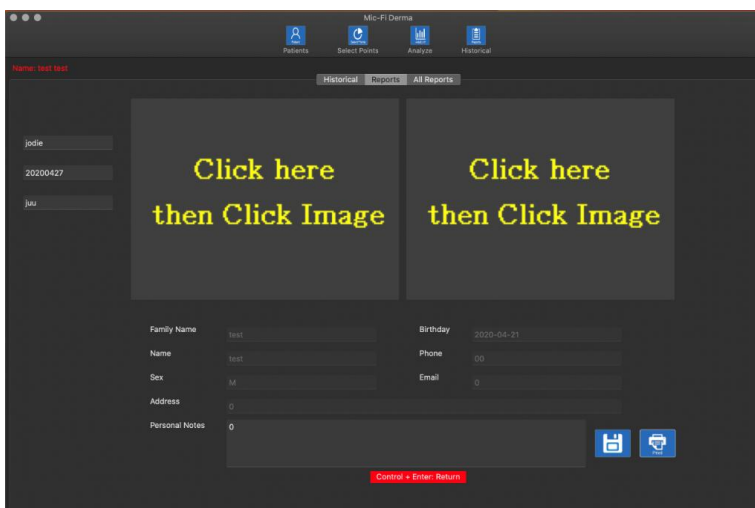 Mic-Fi Derma
Patients
Select Points
Analyze
Historical
Name: test test
Historical Reports All Reports
jodie
20200427
juu
Click here
then Click Image
Click here
then Click Image
Family Name test
Birthday 2020-04-21
Name test
Phone 00
Sex M
Email 0
Address 0
Personal Notes 0
Print
Control + Enter: Return